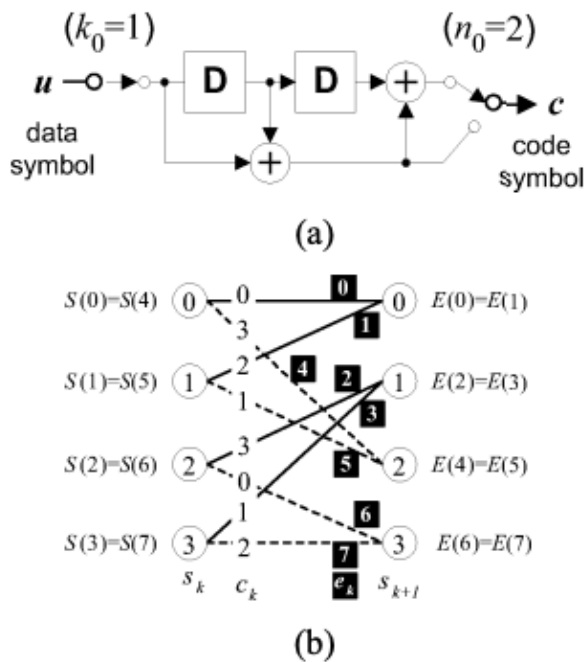 (k₀=1) (n₀=2)
u D D + c
data symbol + code symbol
(a)
S(0)=S(4) 0 0 0 0 E(0)=E(1)
3 1
S(1)=S(5) 1 2 4 2 1 E(2)=E(3)
1 3
S(2)=S(6) 2 3 5 2 E(4)=E(5)
0
S(3)=S(7) 3 1 6 3 E(6)=E(7)
2 7
sₖ cₖ eₖ sₖ₊₁
(b)